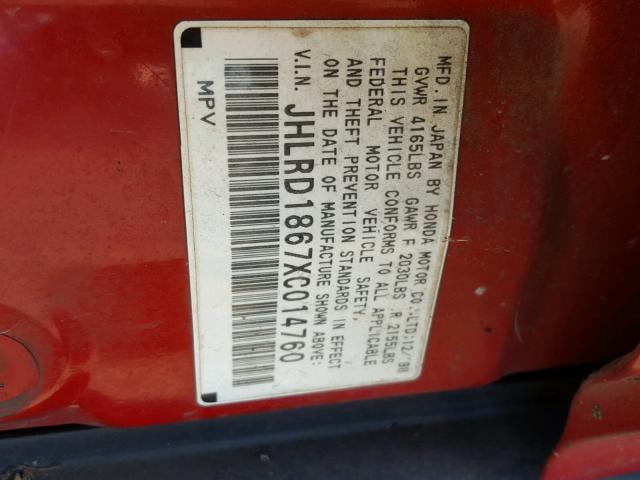 MFD. IN JAPAN BY HONDA MOTOR CO.,LTD:12/'98
GVWR 4165LBS GAWR F 2030LBS R 2155LBS
THIS VEHICLE CONFORMS TO ALL APPLICABLE
FEDERAL MOTOR VEHICLE SAFETY,
AND THEFT PREVENTION STANDARDS IN EFFECT
ON THE DATE OF MANUFACTURE SHOWN ABOVE:
V.I.N. JHLRD1867XC014760
MPV